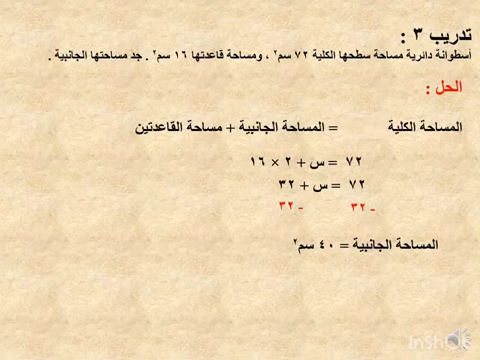 تدريب ٣ :
أسطوانة دائرية مساحة سطحها الكلية ٧٢ سم٢ ، ومساحة قاعدتها ١٦ سم٢ . جد مساحتها الجانبية .
الحل :
المساحة الكلية = المساحة الجانبية + مساحة القاعدتين
٧٢ = س + ٢ × ١٦
٧٢ = س + ٣٢
- ٣٢ - ٣٢
المساحة الجانبية = ٤٠ سم٢
InShot